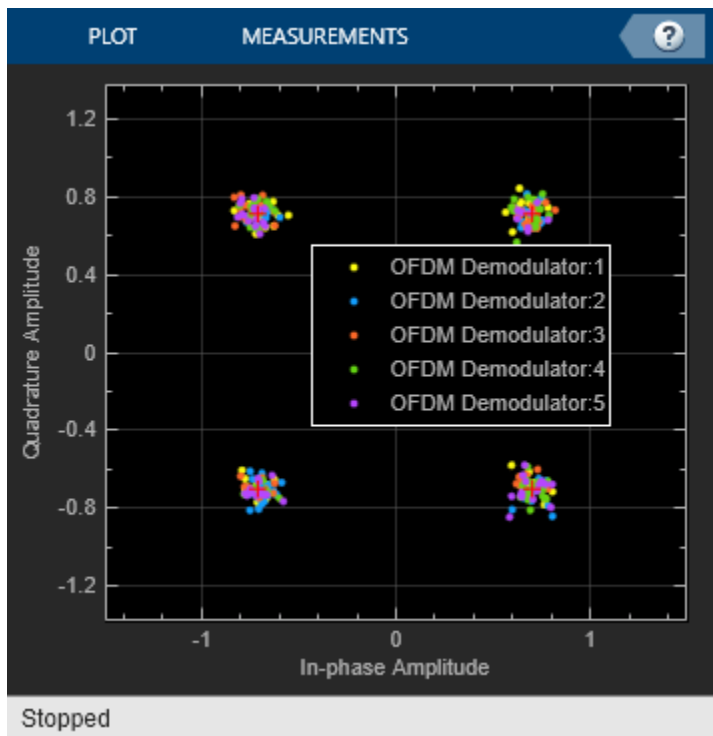 PLOT MEASUREMENTS ?
1.2
0.8
0.4
0
-0.4
-0.8
-1.2
Quadrature Amplitude
OFDM Demodulator:1
OFDM Demodulator:2
OFDM Demodulator:3
OFDM Demodulator:4
OFDM Demodulator:5
-1 0 1
In-phase Amplitude
Stopped